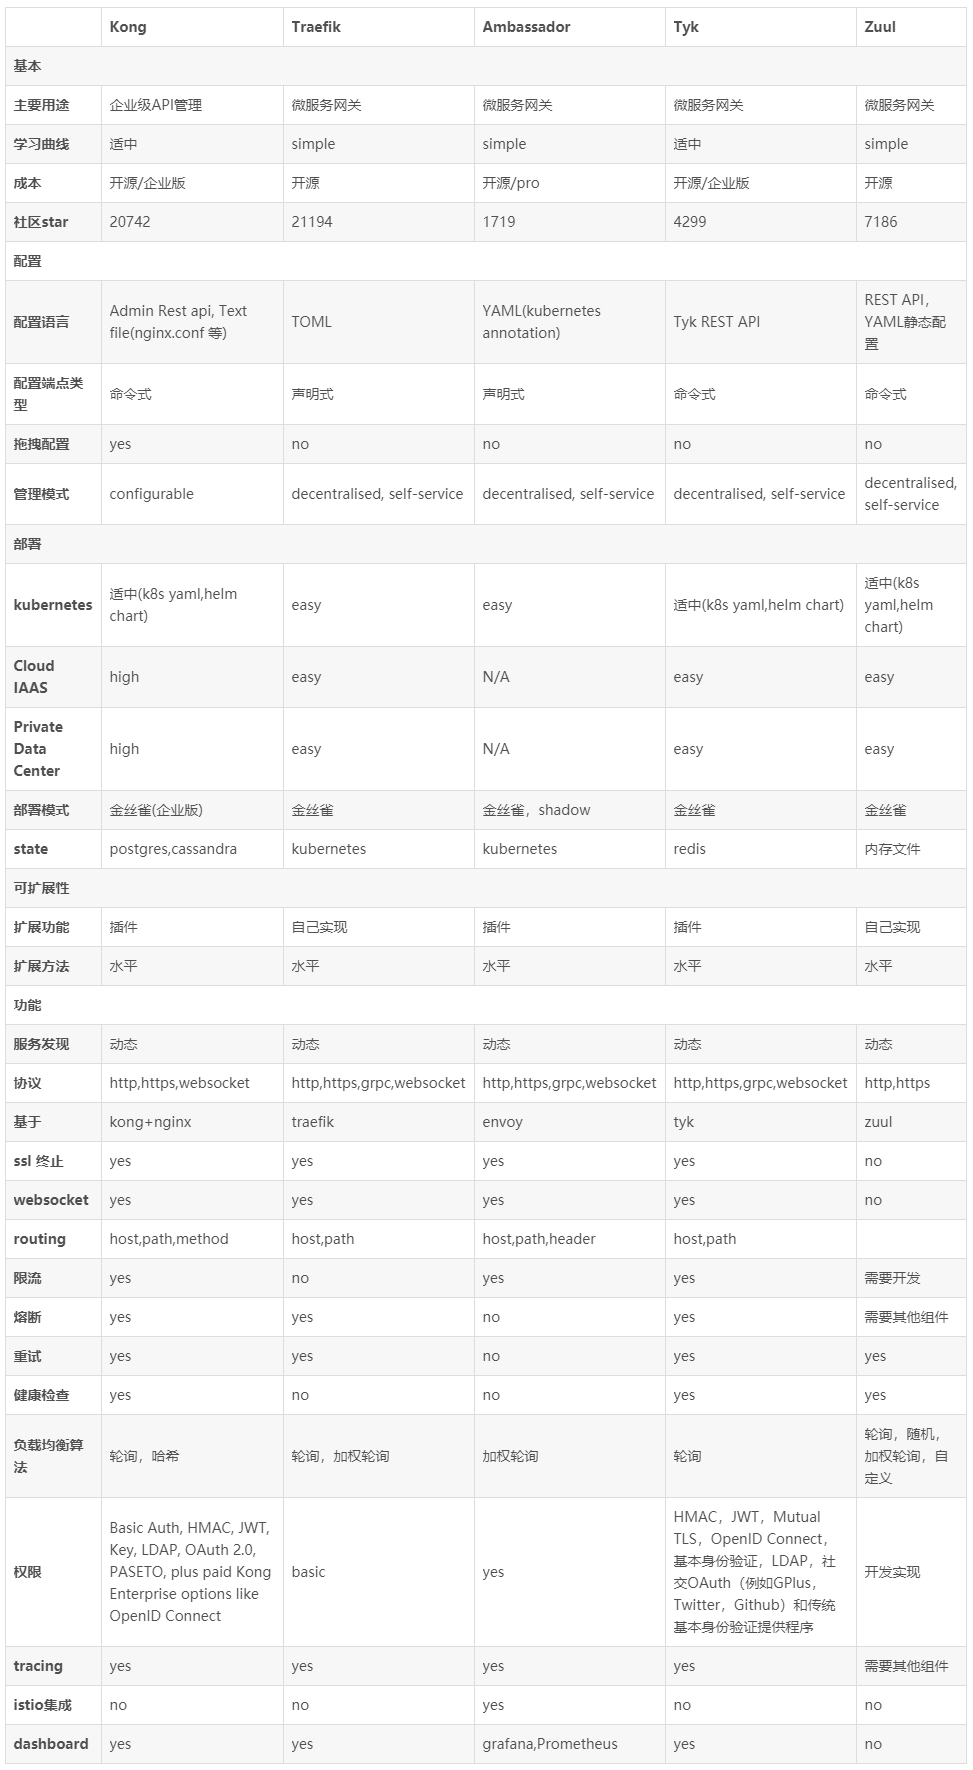 Kong Traefik Ambassador Tyk Zuul
基本
主要用途 企业级API管理 微服务网关 微服务网关 微服务网关 微服务网关
学习曲线 适中 simple simple 适中 simple
成本 开源/企业版 开源 开源/pro 开源/企业版 开源
社区star 20742 21194 1719 4299 7186
配置
配置语言 Admin Rest api, Text file(nginx.conf 等) TOML YAML(kubernetes annotation) Tyk REST API REST API，YAML静态配置
配置端点类型 命令式 声明式 声明式 命令式 命令式
拖拽配置 yes no no no no
管理模式 configurable decentralised, self-service decentralised, self-service decentralised, self-service decentralised, self-service
部署
kubernetes 适中(k8s yaml,helm chart) easy easy 适中(k8s yaml,helm chart) 适中(k8s yaml,helm chart)
Cloud IAAS high easy N/A easy easy
Private Data Center high easy N/A easy easy
部署模式 金丝雀(企业版) 金丝雀 金丝雀，shadow 金丝雀 金丝雀
state postgres,cassandra kubernetes kubernetes redis 内存文件
可扩展性
扩展功能 插件 自己实现 插件 插件 自己实现
扩展方法 水平 水平 水平 水平 水平
功能
服务发现 动态 动态 动态 动态 动态
协议 http,https,websocket http,https,grpc,websocket http,https,grpc,websocket http,https,grpc,websocket http,https
基于 kong+nginx traefik envoy tyk zuul
ssl 终止 yes yes yes yes no
websocket yes yes yes yes no
routing host,path,method host,path host,path,header host,path
限流 yes no yes yes 需要开发
熔断 yes yes no yes 需要其他组件
重试 yes yes no yes yes
健康检查 yes no no yes yes
负载均衡算法 轮询，哈希 轮询，加权轮询 加权轮询 轮询 轮询，随机，加权轮询，自定义
权限 Basic Auth, HMAC, JWT, Key, LDAP, OAuth 2.0, PASETO, plus paid Kong Enterprise options like OpenID Connect basic yes HMAC，JWT，Mutual TLS，OpenID Connect，基本身份验证，LDAP，社交OAuth（例如GPlus，Twitter，Github）和传统基本身份验证提供程序 开发实现
tracing yes yes yes yes 需要其他组件
istio集成 no no yes no no
dashboard yes yes grafana,Prometheus yes no